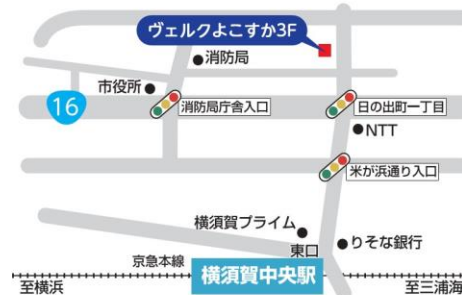 ヴェルクよこすか3F
消防局
市役所
16
消防局庁舎入口
日の出町一丁目
NTT
米が浜通り入口
横須賀プライム
東口
りそな銀行
京急本線
横須賀中央駅
至横浜
至三浦海